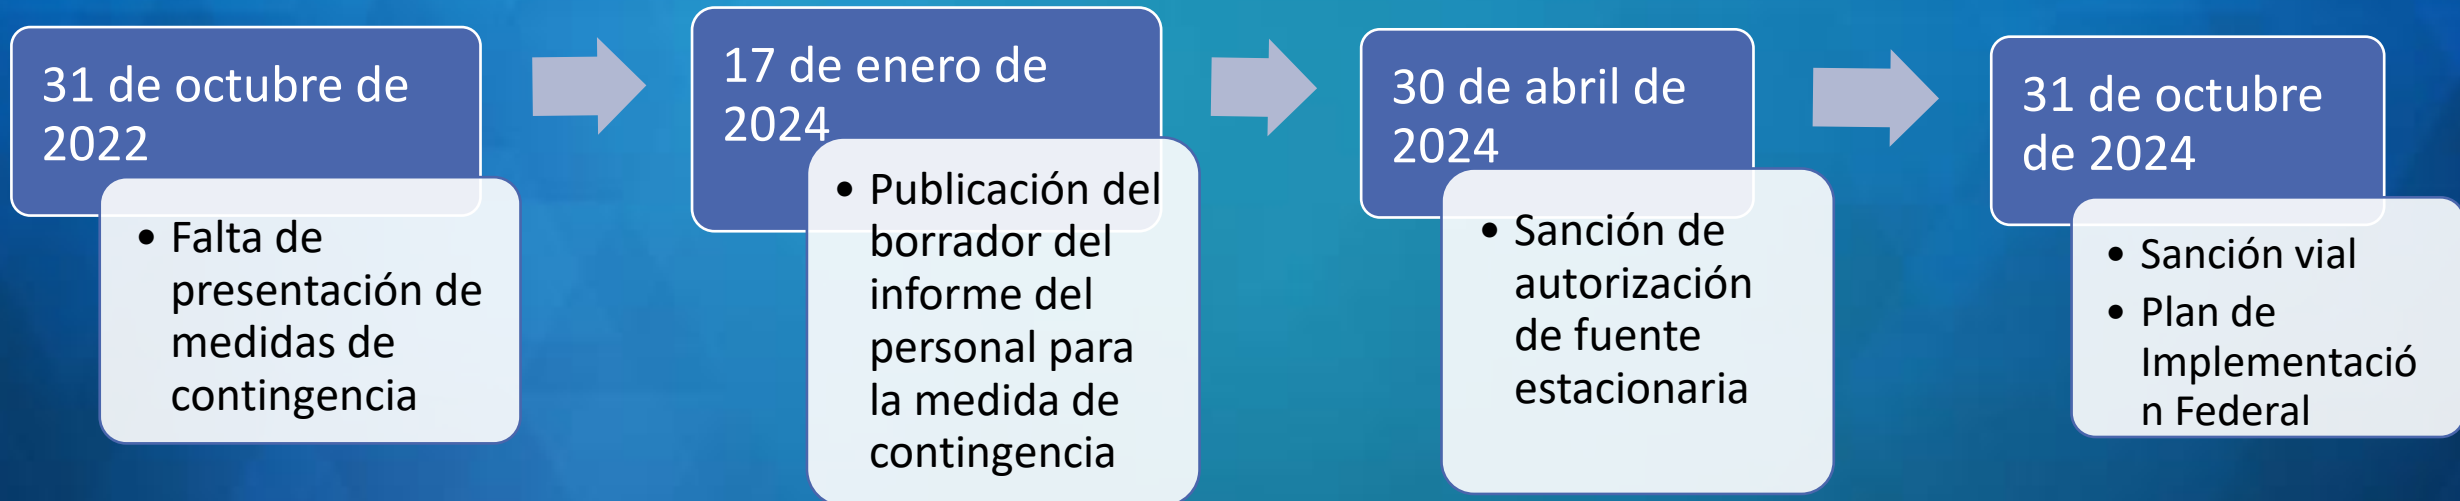 31 de octubre de
2022
• Falta de
presentación de
medidas de
contingencia
17 de enero de
2024
• Publicación del
borrador del
informe del
personal para
la medida de
contingencia
30 de abril de
2024
• Sanción de
autorización
de fuente
estacionaria
31 de octubre
de 2024
• Sanción vial
• Plan de
Implementació
n Federal